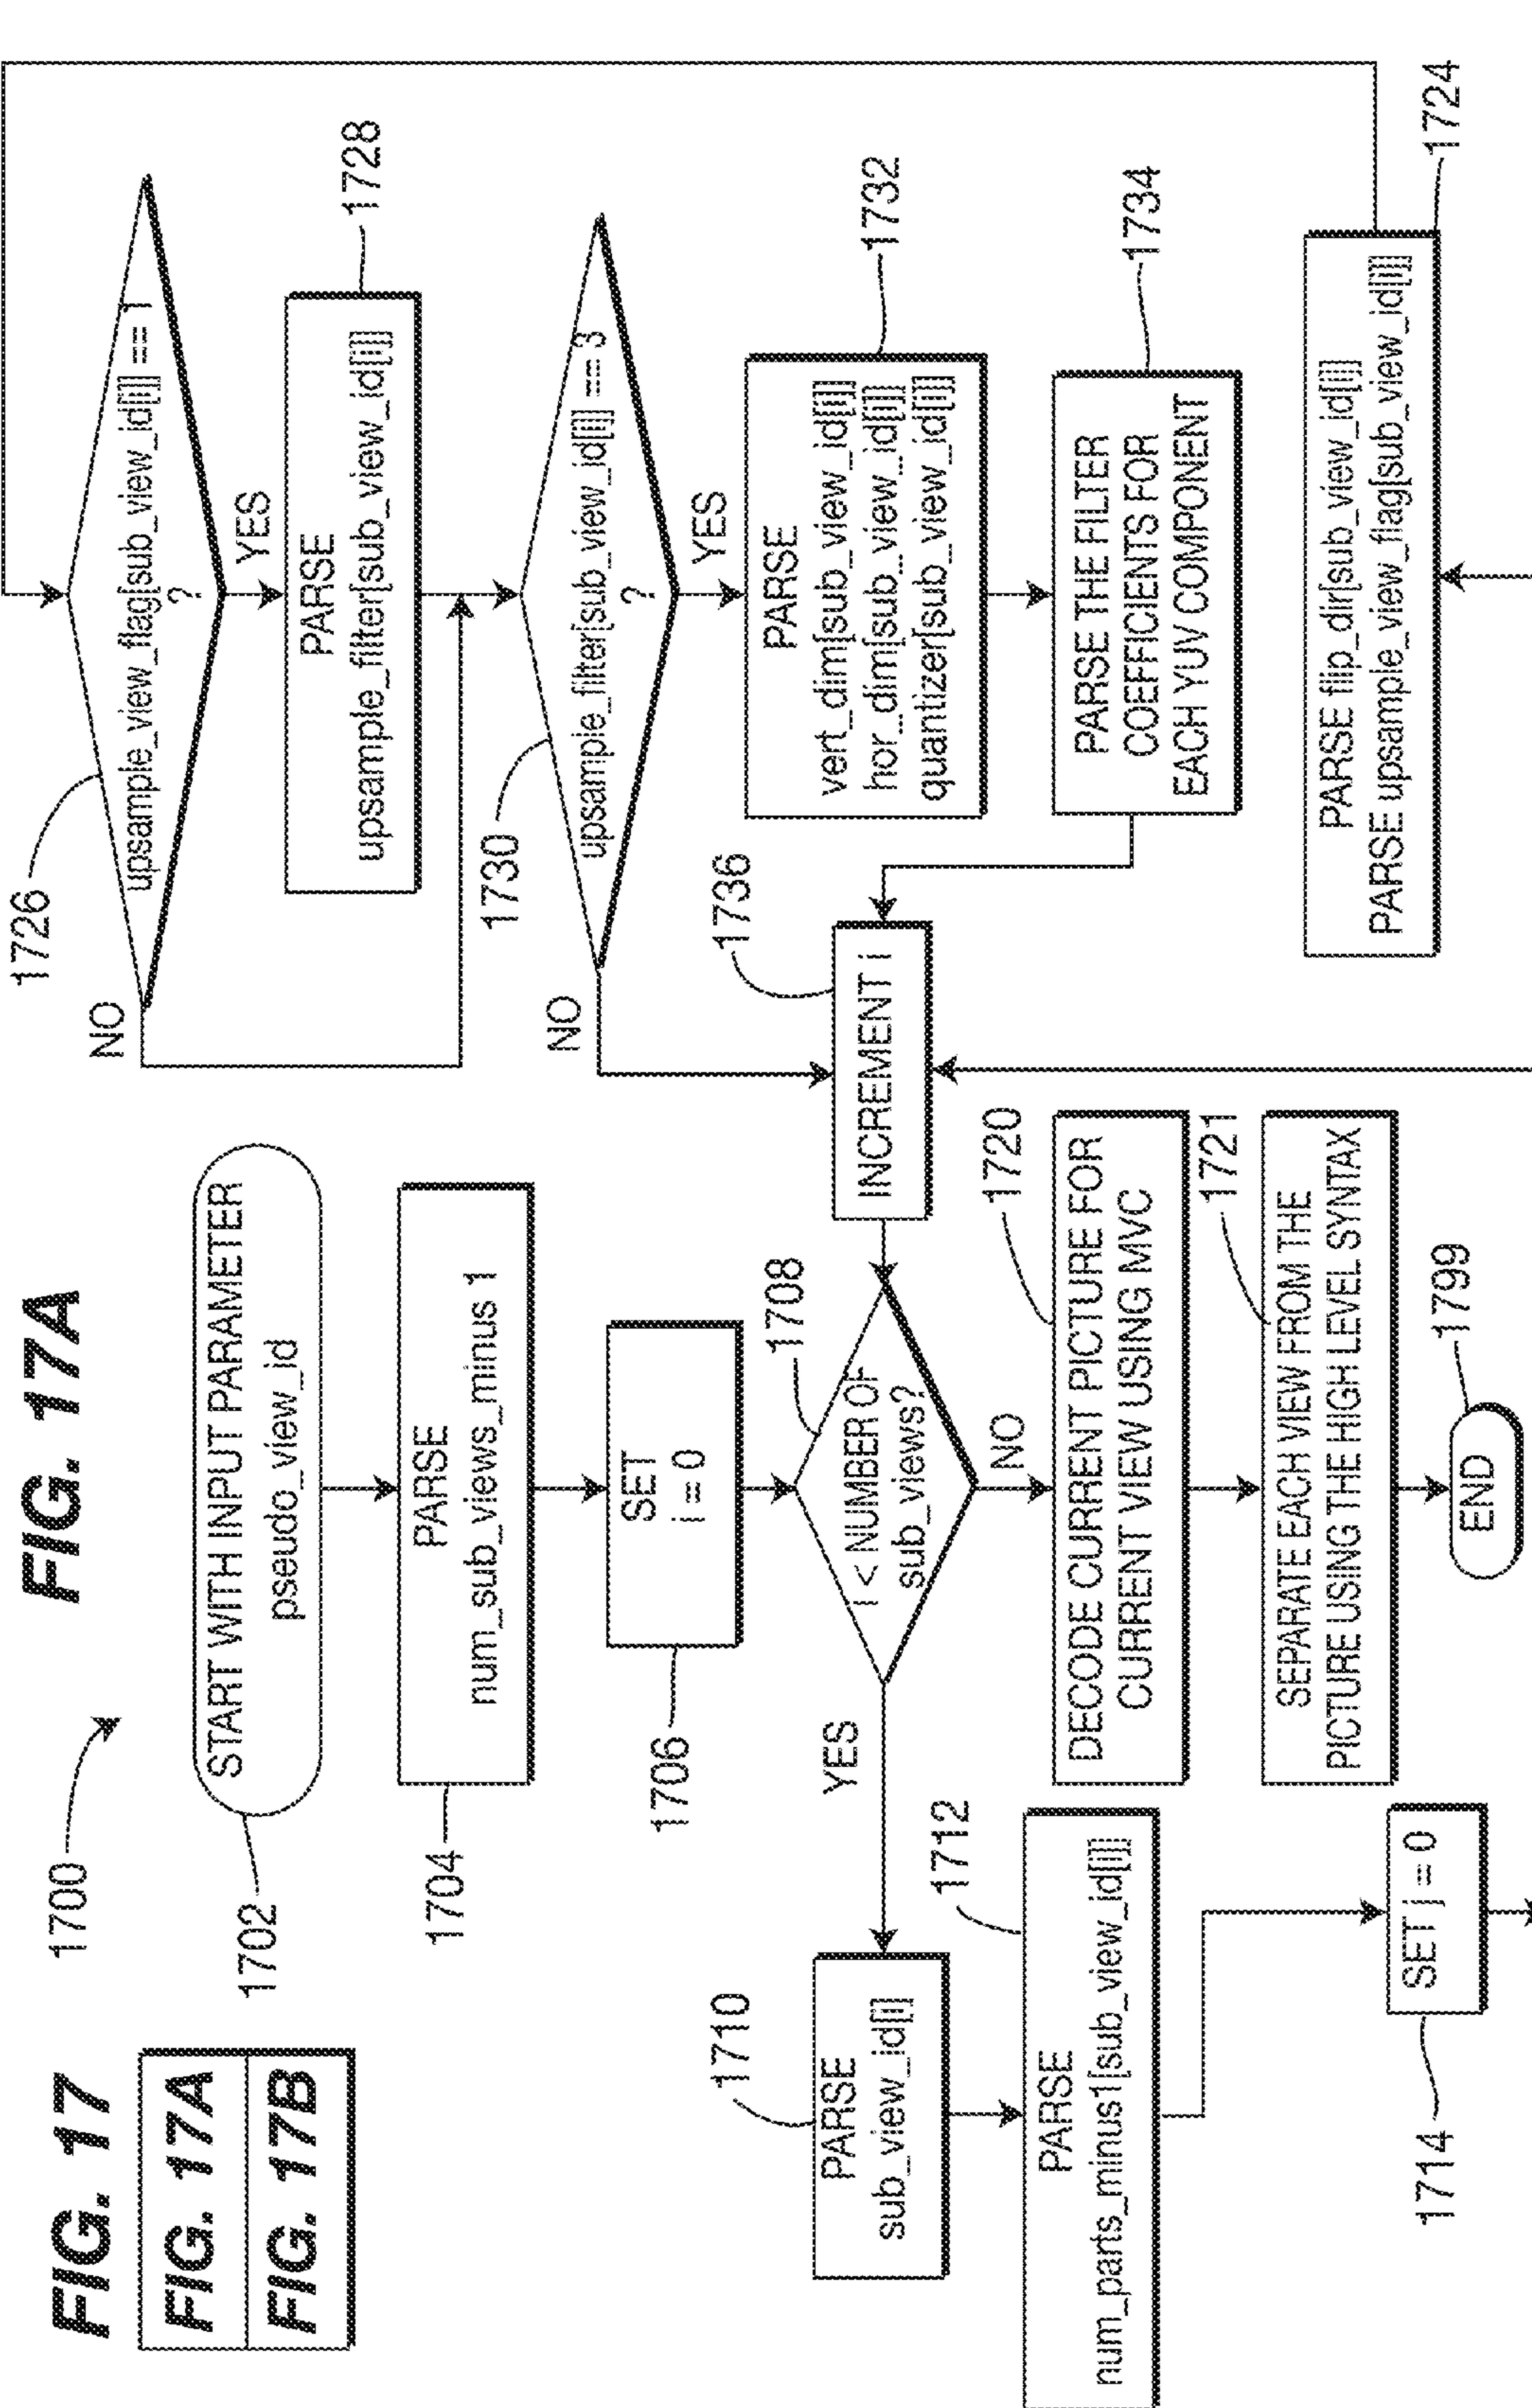 FIG. 17
FIG. 17A
FIG. 17B
FIG. 17A
1700
1702
START WITH INPUT PARAMETER
pseudo_view_id
1704
PARSE
num_sub_views_minus 1
1706
SET
i = 0
1708
i < NUMBER OF
sub_views?
YES
NO
1710
PARSE
sub_view_id[i]
1712
PARSE
num_parts_minus1[sub_view_id[i]]
1714
SET j = 0
1720
DECODE CURRENT PICTURE FOR
CURRENT VIEW USING MVC
1721
SEPARATE EACH VIEW FROM THE
PICTURE USING THE HIGH LEVEL SYNTAX
1799
END
1726
upsample_view_flag[sub_view_id[i]] == 1
?
NO
YES
1728
PARSE
upsample_filter[sub_view_id[i]]
1730
upsample_filter[sub_view_id[i]] == 3
?
NO
YES
1732
PARSE
vert_dim[sub_view_id[i]]
hor_dim[sub_view_id[i]]
quantizer[sub_view_id[i]]
1734
PARSE THE FILTER
COEFFICIENTS FOR
EACH YUV COMPONENT
1736
INCREMENT i
1724
PARSE flip_dir[sub_view_id[i]]
PARSE upsample_view_flag[sub_view_id[i]]